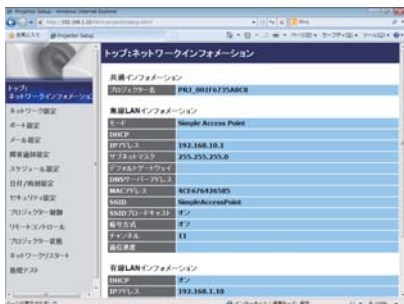 Projector Setup - Windows Internet Explorer
Projector Setup
トップ:ネットワークインフォメーション
トップ:
ネットワークインフォメーション
ネットワーク設定
ポート設定
メール設定
障害通知設定
スケジュール設定
日付/時刻設定
セキュリティ設定
プロジェクター制御
リモートコントロール
プロジェクター状態
ネットワークリスタート
共通インフォメーション
プロジェクター名 PRJ_001F6735A8C8
無線LANインフォメーション
モード Simple Access Point
DHCP
IPアドレス 192.168.10.1
サブネットマスク 255.255.255.0
デフォルトゲートウェイ
DNSサーバーアドレス
MACアドレス 4CE676426585
SSID SimpleAccessPoint
SSIDブロードキャスト オン
暗号方式 オフ
チャンネル 11
通信速度
有線LANインフォメーション
DHCP オン
IPアドレス 192.168.1.10